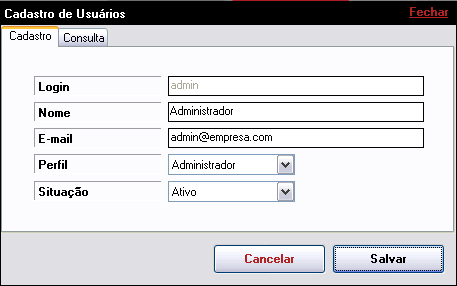 Cadastro de Usuários Fechar
Cadastro Consulta
Login admin
Nome Administrador
E-mail admin@empresa.com
Perfil Administrador
Situação Ativo
Cancelar Salvar